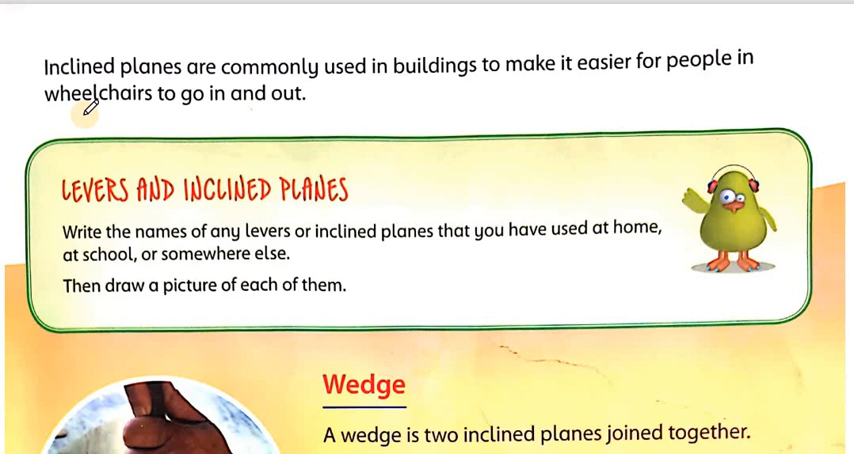 Inclined planes are commonly used in buildings to make it easier for people in
wheelchairs to go in and out.
LEVERS AND INCLINED PLANES
Write the names of any levers or inclined planes that you have used at home,
at school, or somewhere else.
Then draw a picture of each of them.
Wedge
A wedge is two inclined planes joined together.